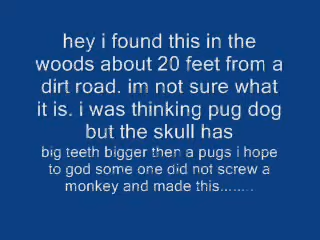 hey i found this in the
woods about 20 feet from a
dirt road. im not sure what
it is. i was thinking pug dog
but the skull has
big teeth bigger then a pugs i hope
to god some one did not screw a
monkey and made this........